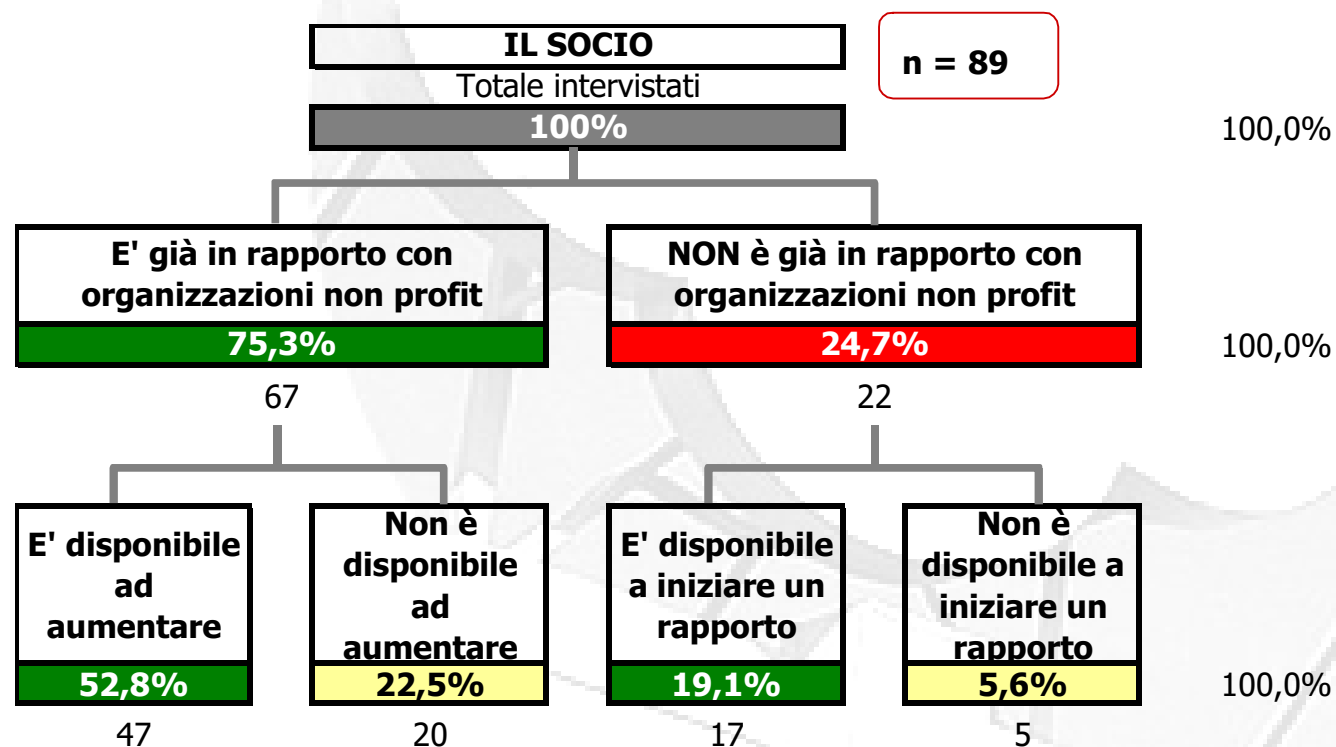 IL SOCIO
n = 89
Totale intervistati
100%
100,0%
E' già in rapporto con
organizzazioni non profit
75,3%
67
NON è già in rapporto con
organizzazioni non profit
24,7%
22
100,0%
E' disponibile
ad
aumentare
52,8%
47
Non è
disponibile
ad
aumentare
22,5%
20
E' disponibile
a iniziare un
rapporto
19,1%
17
Non è
disponibile a
iniziare un
rapporto
5,6%
5
100,0%